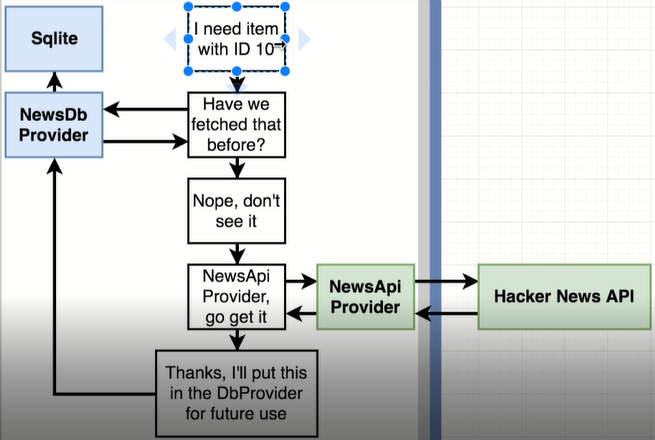 Sqlite
I need item
with ID 10
NewsDb
Provider
Have we
fetched that
before?
Nope, don't
see it
NewsApi
Provider,
go get it
NewsApi
Provider
Hacker News API
Thanks, I'll put this
in the DbProvider
for future use